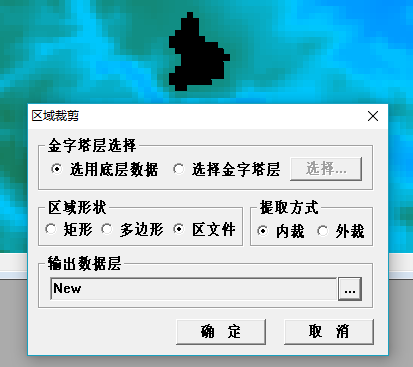 区域裁剪
金字塔层选择
选用底层数据 选择金字塔层 选择...
区域形状 提取方式
矩形 多边形 区文件 内裁 外裁
输出数据层
New ...
确 定 取 消